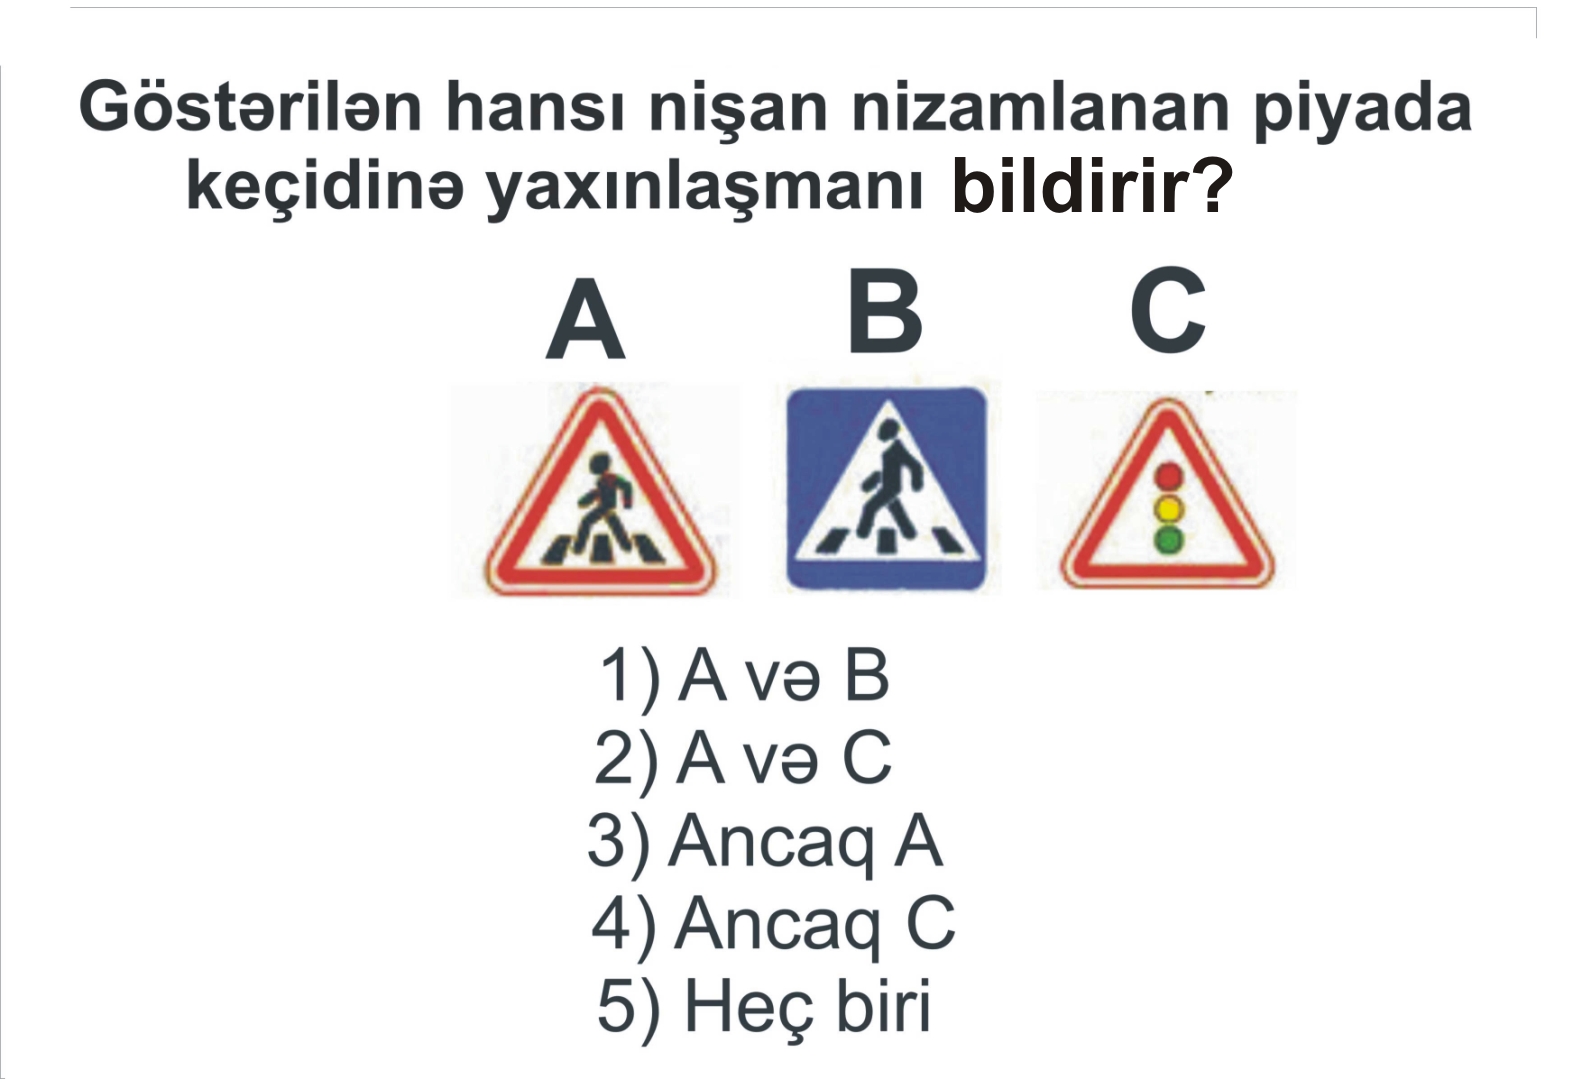 Göstərilən hansı nişan nizamlanan piyada
keçidinə yaxınlaşmanı bildirir?
A B C
1) A və B
2) A və C
3) Ancaq A
4) Ancaq C
5) Heç biri